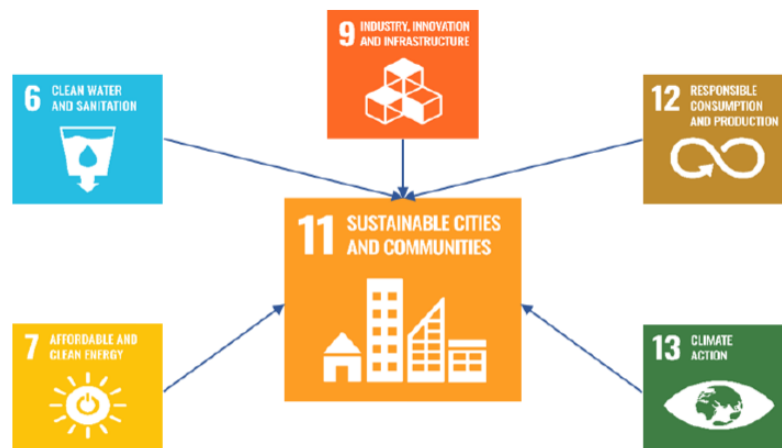 9 INDUSTRY, INNOVATION
AND INFRASTRUCTURE
6 CLEAN WATER
AND SANITATION
12 RESPONSIBLE
CONSUMPTION
AND PRODUCTION
11 SUSTAINABLE CITIES
AND COMMUNITIES
7 AFFORDABLE AND
CLEAN ENERGY
13 CLIMATE
ACTION